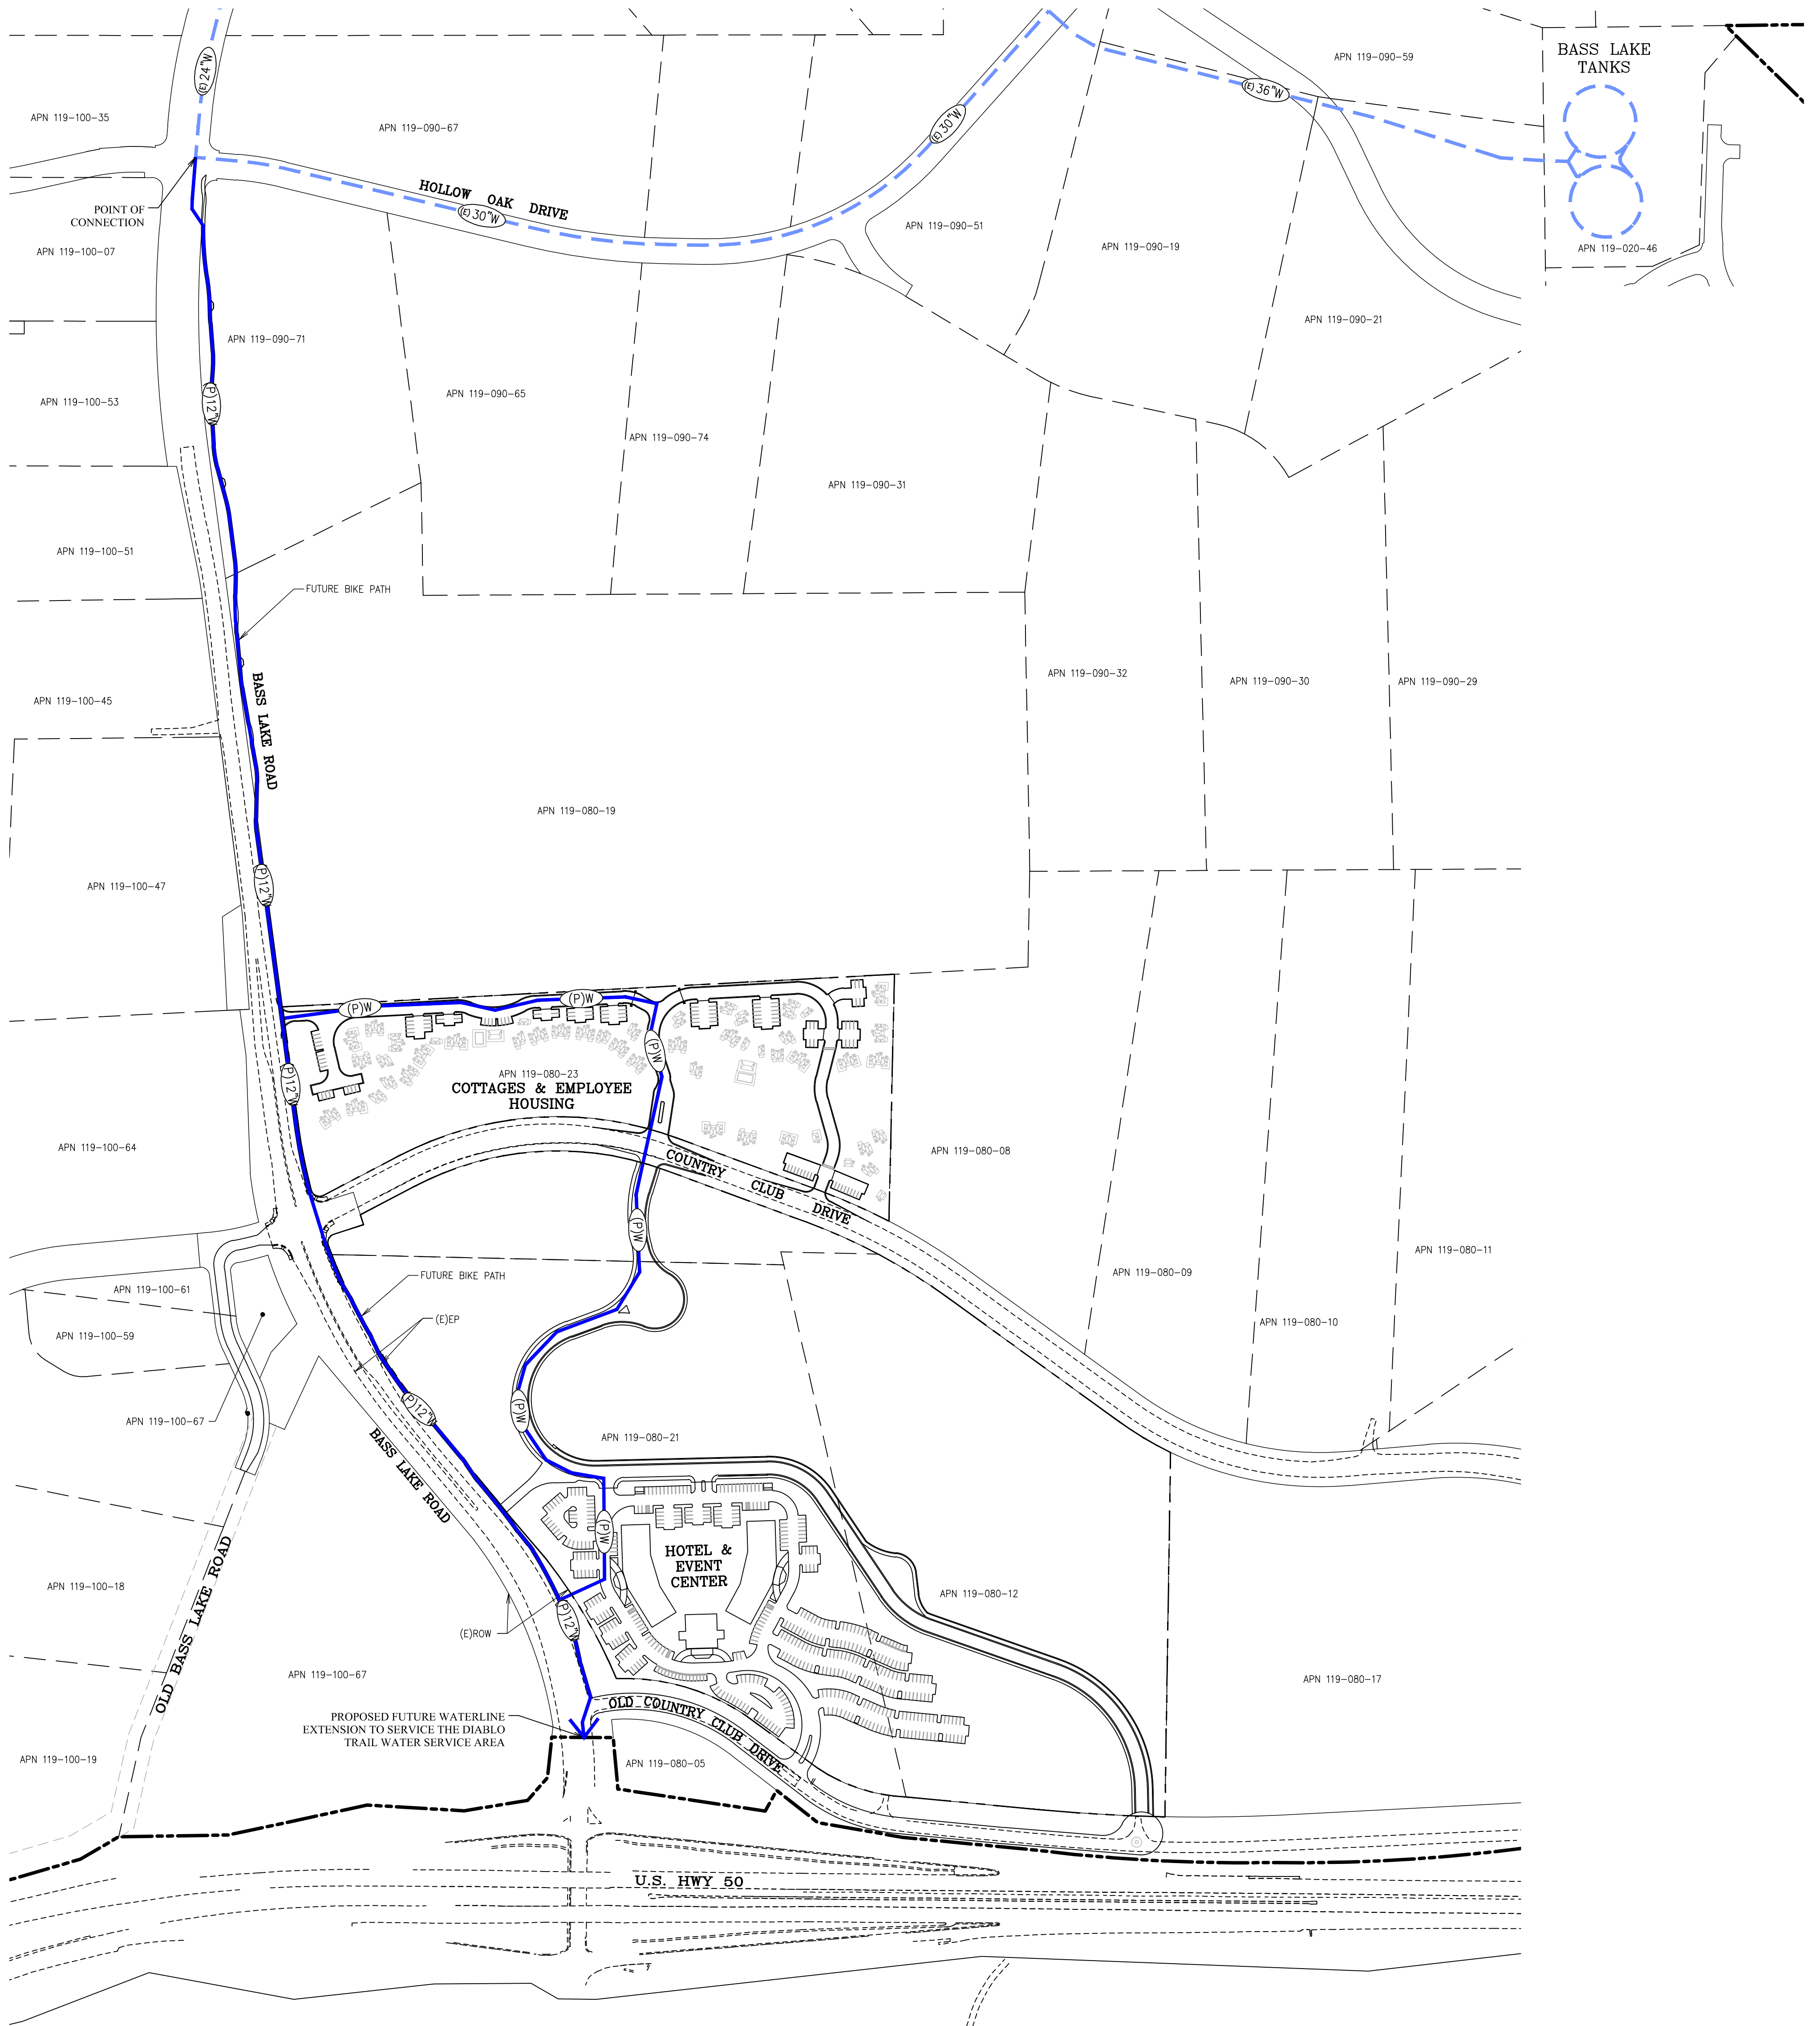 BASS LAKE
TANKS
APN 119-090-59
(E)24"W
(E)36"W
APN 119-100-35
APN 119-090-67
(E)30"W
HOLLOW OAK DRIVE
(E)30"W
POINT OF
CONNECTION
APN 119-090-51
APN 119-090-19
APN 119-020-46
APN 119-100-07
APN 119-090-21
APN 119-090-71
APN 119-090-65
APN 119-100-53
(P)12"W
APN 119-090-74
APN 119-090-31
APN 119-100-51
FUTURE BIKE PATH
APN 119-090-32
APN 119-090-30
APN 119-090-29
APN 119-100-45
BASS LAKE ROAD
APN 119-080-19
APN 119-100-47
(P)12"W
(P)W
(P)W
(P)W
APN 119-080-23
COTTAGES & EMPLOYEE
HOUSING
(P)12"W
APN 119-100-64
APN 119-080-08
COUNTRY CLUB DRIVE
(P)W
APN 119-080-11
APN 119-080-09
FUTURE BIKE PATH
APN 119-100-61
(E)EP
APN 119-080-10
APN 119-100-59
(P)W
(P)12"W
APN 119-100-67
APN 119-080-21
BASS LAKE ROAD
(P)W
HOTEL &
EVENT
CENTER
APN 119-100-18
OLD BASS LAKE ROAD
APN 119-080-12
(P)12"W
(E)ROW
APN 119-100-67
APN 119-080-17
OLD COUNTRY CLUB DRIVE
PROPOSED FUTURE WATERLINE
EXTENSION TO SERVICE THE DIABLO
TRAIL WATER SERVICE AREA
APN 119-100-19
APN 119-080-05
U.S. HWY 50